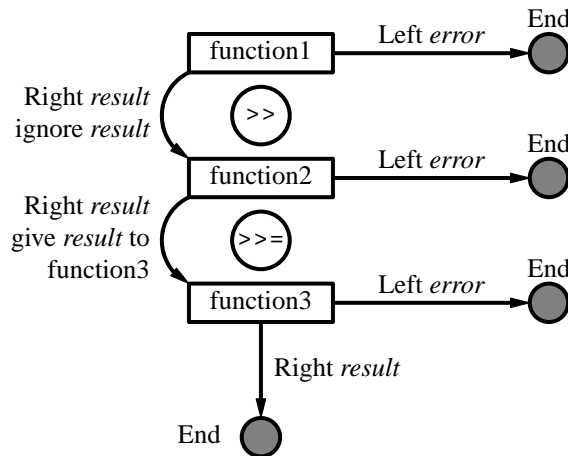 End
function1
Left error
Right result
ignore result
>>
End
function2
Left error
Right result
give result to
function3
>>=
End
function3
Left error
Right result
End